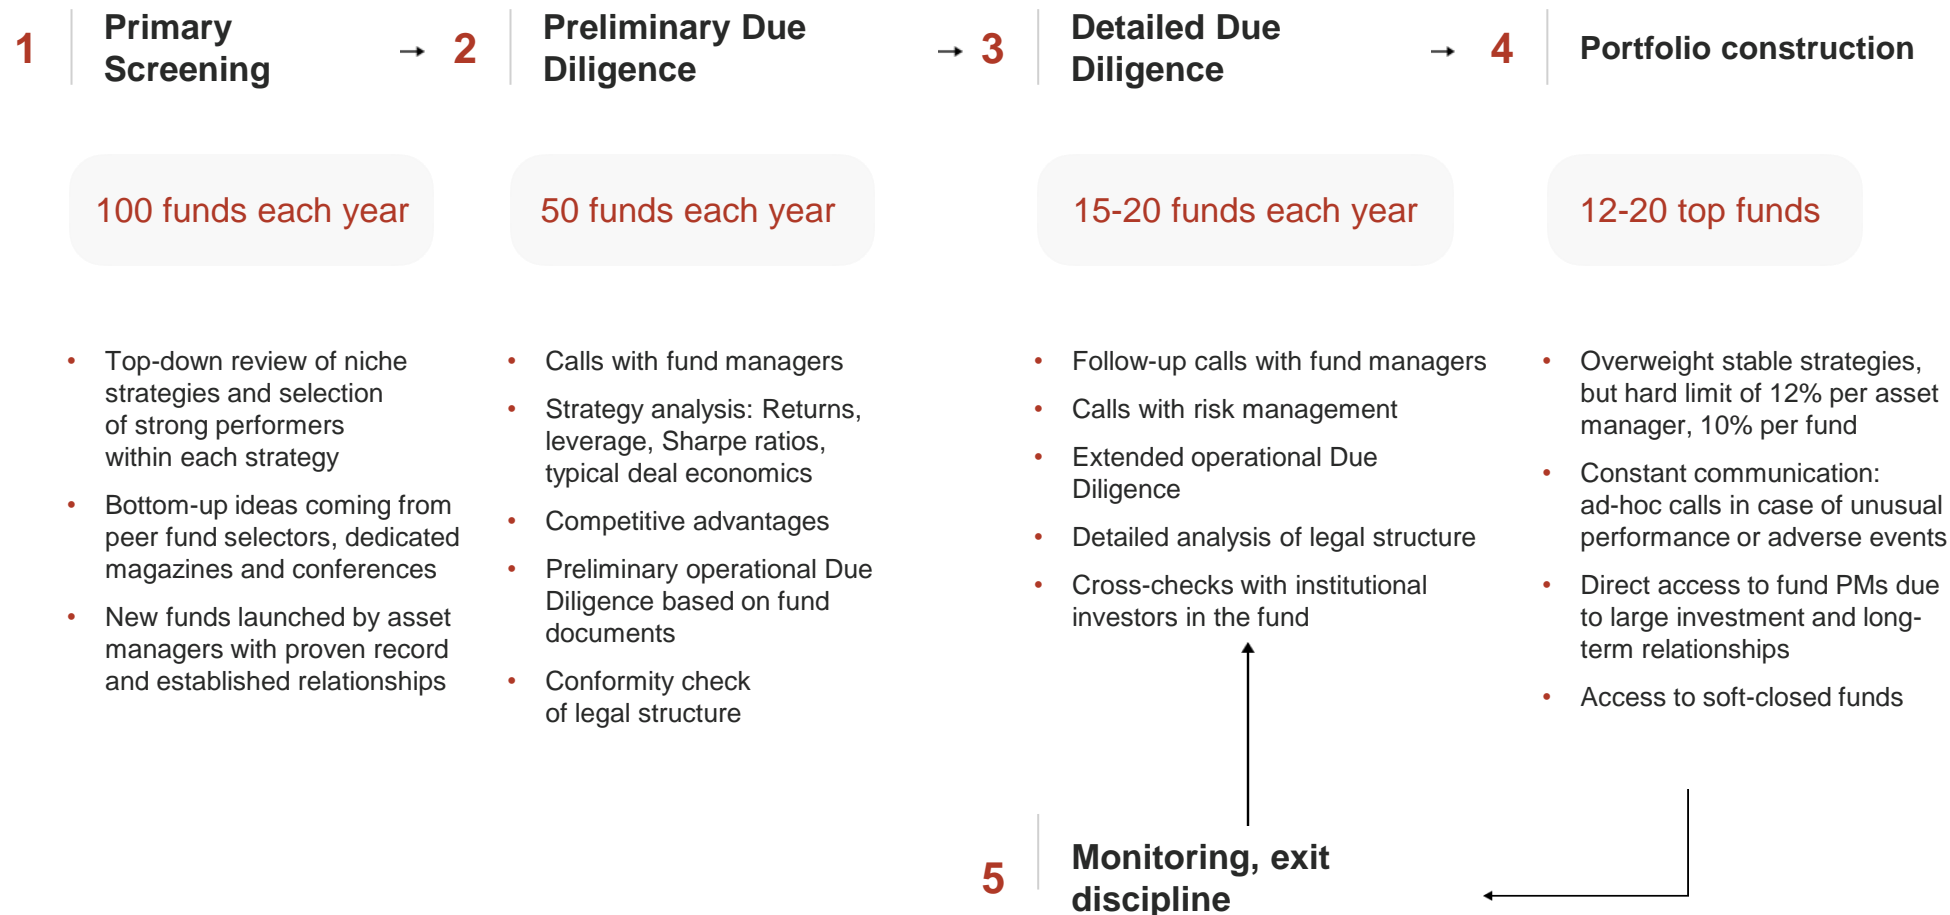 1
Primary
Screening
→
2
Preliminary Due
Diligence
→
3
Detailed Due
Diligence
→
4
Portfolio construction
100 funds each year
50 funds each year
15-20 funds each year
12-20 top funds
• Top-down review of niche
strategies and selection
of strong performers
within each strategy
• Bottom-up ideas coming from
peer fund selectors, dedicated
magazines and conferences
• New funds launched by asset
managers with proven record
and established relationships
• Calls with fund managers
• Strategy analysis: Returns,
leverage, Sharpe ratios,
typical deal economics
• Competitive advantages
• Preliminary operational Due
Diligence based on fund
documents
• Conformity check
of legal structure
• Follow-up calls with fund managers
• Calls with risk management
• Extended operational Due
Diligence
• Detailed analysis of legal structure
• Cross-checks with institutional
investors in the fund
• Overweight stable strategies,
but hard limit of 12% per asset
manager, 10% per fund
• Constant communication:
ad-hoc calls in case of unusual
performance or adverse events
• Direct access to fund PMs due
to large investment and long-
term relationships
• Access to soft-closed funds
5
Monitoring, exit
discipline